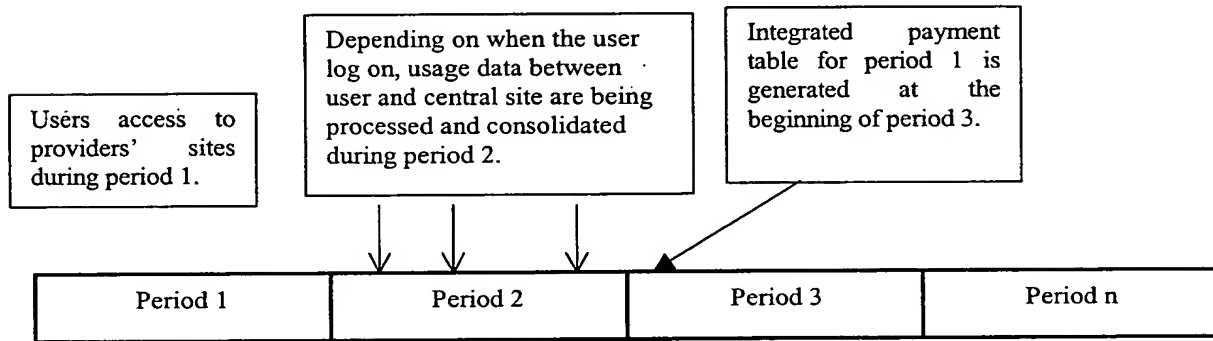 Users access to
providers' sites
during period 1.
Depending on when the user
log on, usage data between
user and central site are being
processed and consolidated
during period 2.
Integrated payment
table for period 1 is
generated at the
beginning of period 3.
Period 1
Period 2
Period 3
Period n